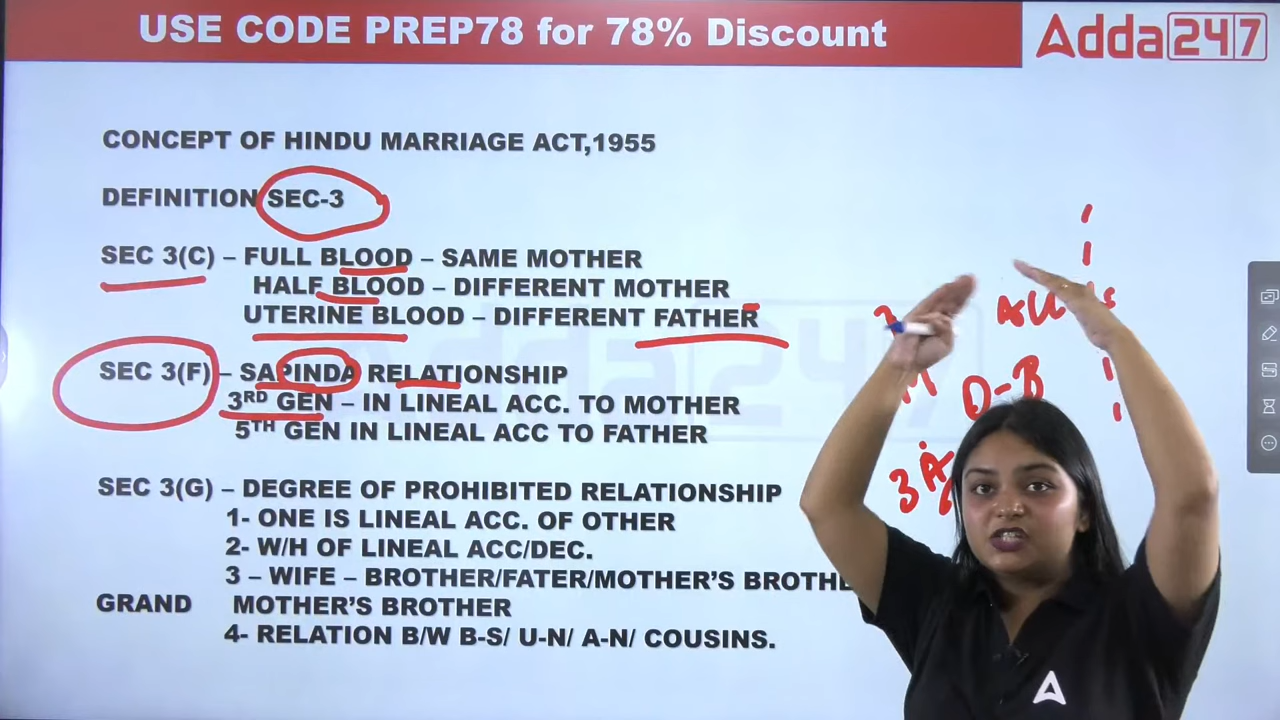 USE CODE PREP78 for 78% Discount
Adda247
CONCEPT OF HINDU MARRIAGE ACT,1955
DEFINITION SEC-3
SEC 3(C) – FULL BLOOD – SAME MOTHER
HALF BLOOD – DIFFERENT MOTHER
UTERINE BLOOD – DIFFERENT FATHER
SEC 3(F) – SAPINDA RELATIONSHIP
3RD GEN – IN LINEAL ACC. TO MOTHER
5TH GEN IN LINEAL ACC TO FATHER
SEC 3(G) – DEGREE OF PROHIBITED RELATIONSHIP
1- ONE IS LINEAL ACC. OF OTHER
2- W/H OF LINEAL ACC/DEC.
3 – WIFE – BROTHER/FATER/MOTHER'S
GRAND MOTHER'S BROTHER
4- RELATION B/W B-S/ U-N/ A-N/ COUSINS.
D-B
3